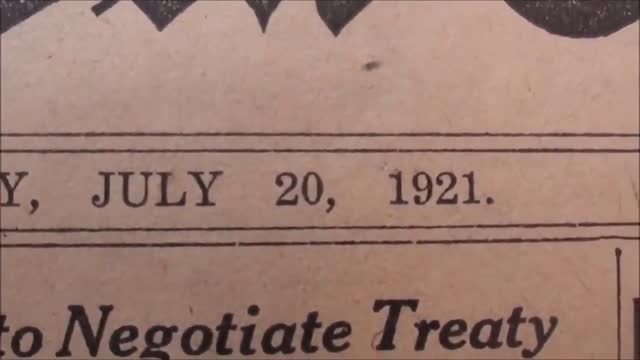 Y, JULY 20, 1921.
to Negotiate Treaty